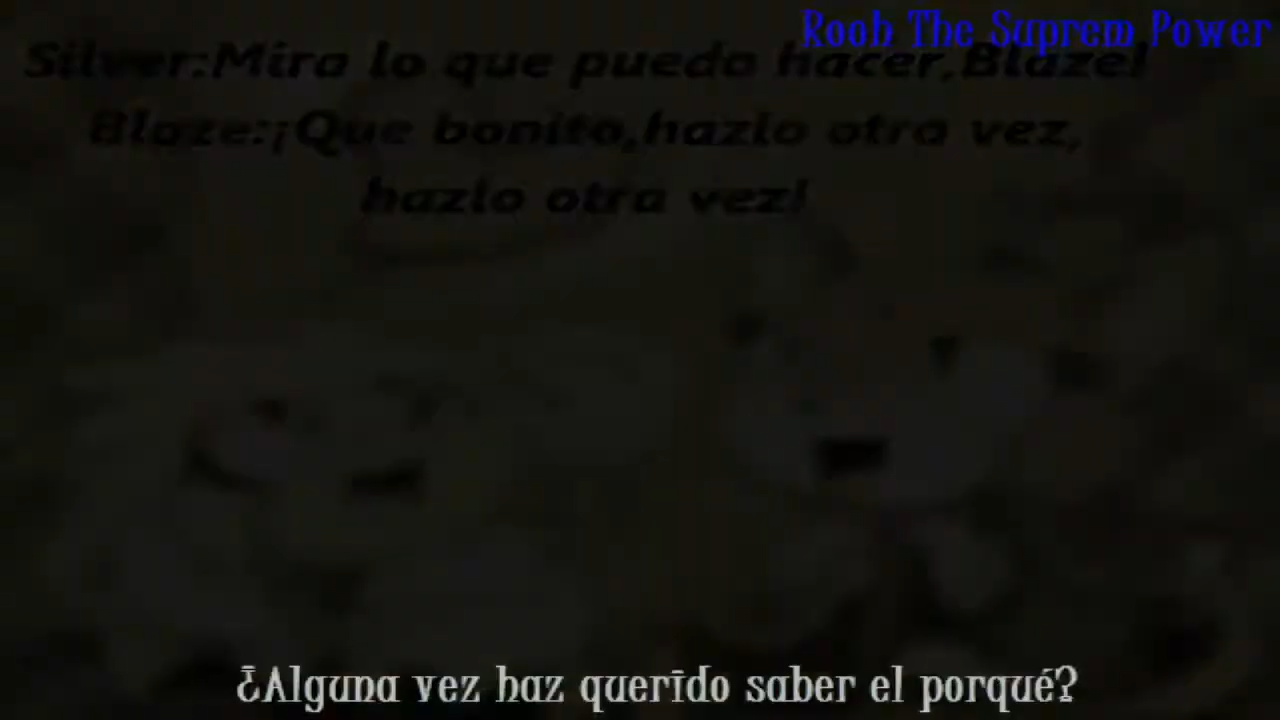 Roob The Suprem Power
Silver:Mira lo que puedo hacer,Blaze!
Blaze:¡Que bonito,hazlo otra vez,
hazlo otra vez!
¿Alguna vez haz querido saber el porqué?